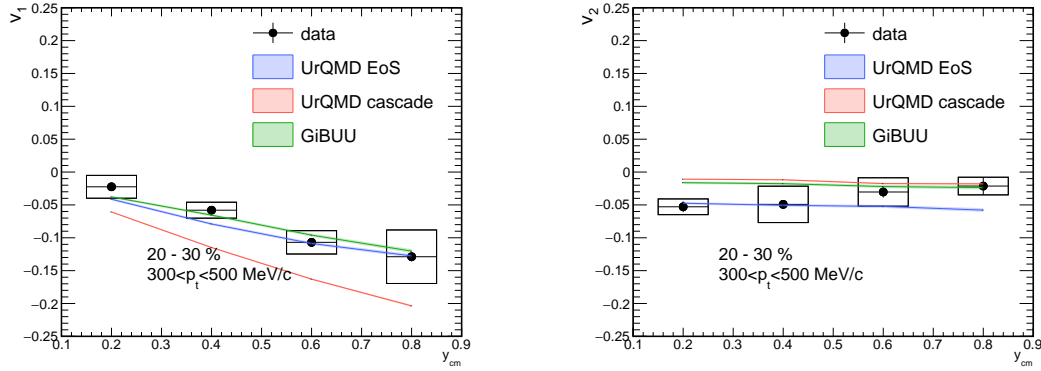 v1
0.25
0.2
0.15
0.1
0.05
0
−0.05
−0.1
−0.15
−0.2
−0.25
data
UrQMD EoS
UrQMD cascade
GiBUU
20 - 30 %
300<pt<500 MeV/c
0.1 0.2 0.3 0.4 0.5 0.6 0.7 0.8 0.9
ycm
v2
0.25
0.2
0.15
0.1
0.05
0
−0.05
−0.1
−0.15
−0.2
−0.25
data
UrQMD EoS
UrQMD cascade
GiBUU
20 - 30 %
300<pt<500 MeV/c
0.1 0.2 0.3 0.4 0.5 0.6 0.7 0.8 0.9
ycm